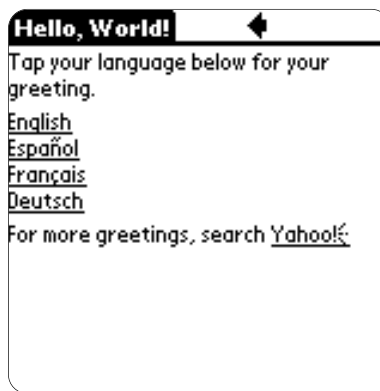 Hello, World!
Tap your language below for your
greeting.
English
Español
Français
Deutsch
For more greetings, search Yahoo!